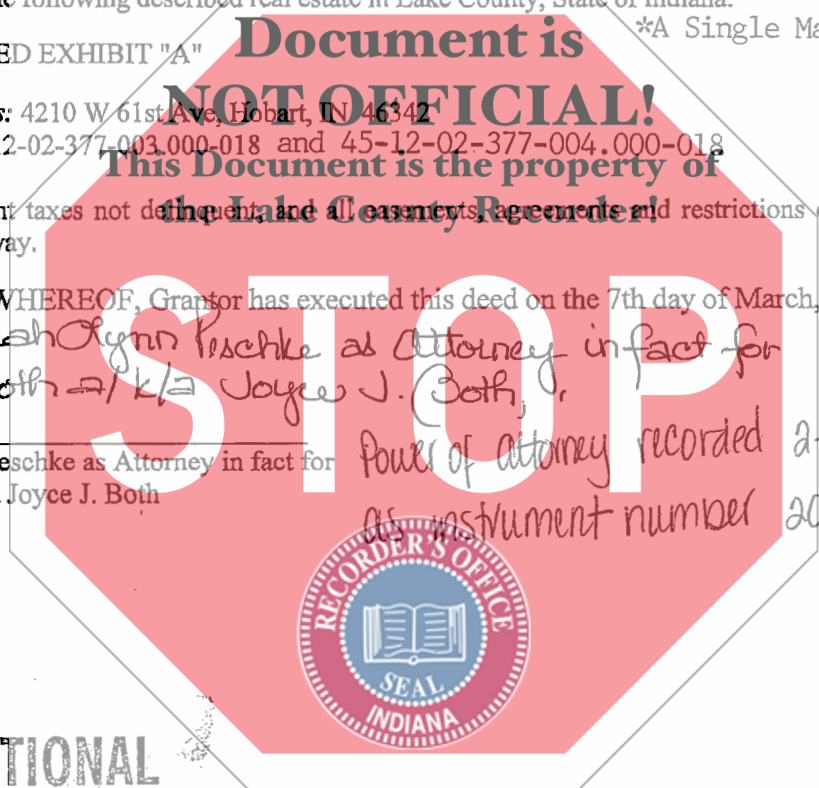 following described real estate in Lake County, State of Indiana.
*A Single
Document is
ED EXHIBIT "A"
NOT OFFICIAL!
4210 W 61st Ave, Hobart, IN 46342
2-02-377-003.000-018 and 45-12-02-377-004.000-018
This Document is the property of
the Lake County Recorder!
nt taxes not delinquent, and all easements, agreements and restrictions
way.
WHEREOF, Grantor has executed this deed on the 7th day of March,
Lynn Peschke as Attorney in fact for
oth a/k/a Joyce J. Both,
STOP
eschke as Attorney in fact for
Joyce J. Both
Power of attorney recorded 2-
as instrument number 20
RECORDER'S OFFICE
SEAL
INDIANA
TIONAL